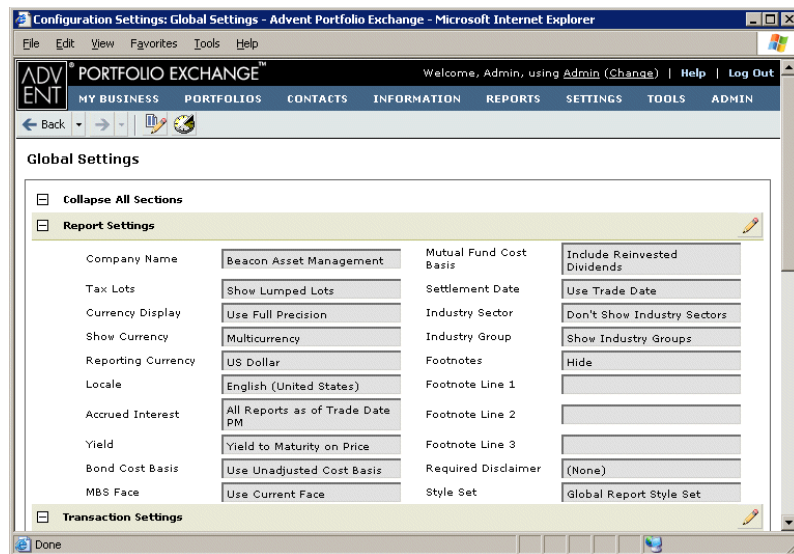 Configuration Settings: Global Settings - Advent Portfolio Exchange - Microsoft Internet Explorer
File Edit View Favorites Tools Help
ADVENT® PORTFOLIO EXCHANGE™
Welcome, Admin, using Admin (Change) | Help | Log Out
MY BUSINESS PORTFOLIOS CONTACTS INFORMATION REPORTS SETTINGS TOOLS ADMIN
Back
Global Settings
Collapse All Sections
Report Settings
Company Name Beacon Asset Management
Mutual Fund Cost Basis Include Reinvested Dividends
Tax Lots Show Lumped Lots
Settlement Date Use Trade Date
Currency Display Use Full Precision
Industry Sector Don't Show Industry Sectors
Show Currency Multicurrency
Industry Group Show Industry Groups
Reporting Currency US Dollar
Footnotes Hide
Locale English (United States)
Footnote Line 1
Accrued Interest All Reports as of Trade Date PM
Footnote Line 2
Yield Yield to Maturity on Price
Footnote Line 3
Bond Cost Basis Use Unadjusted Cost Basis
Required Disclaimer (None)
MBS Face Use Current Face
Style Set Global Report Style Set
Transaction Settings
Done